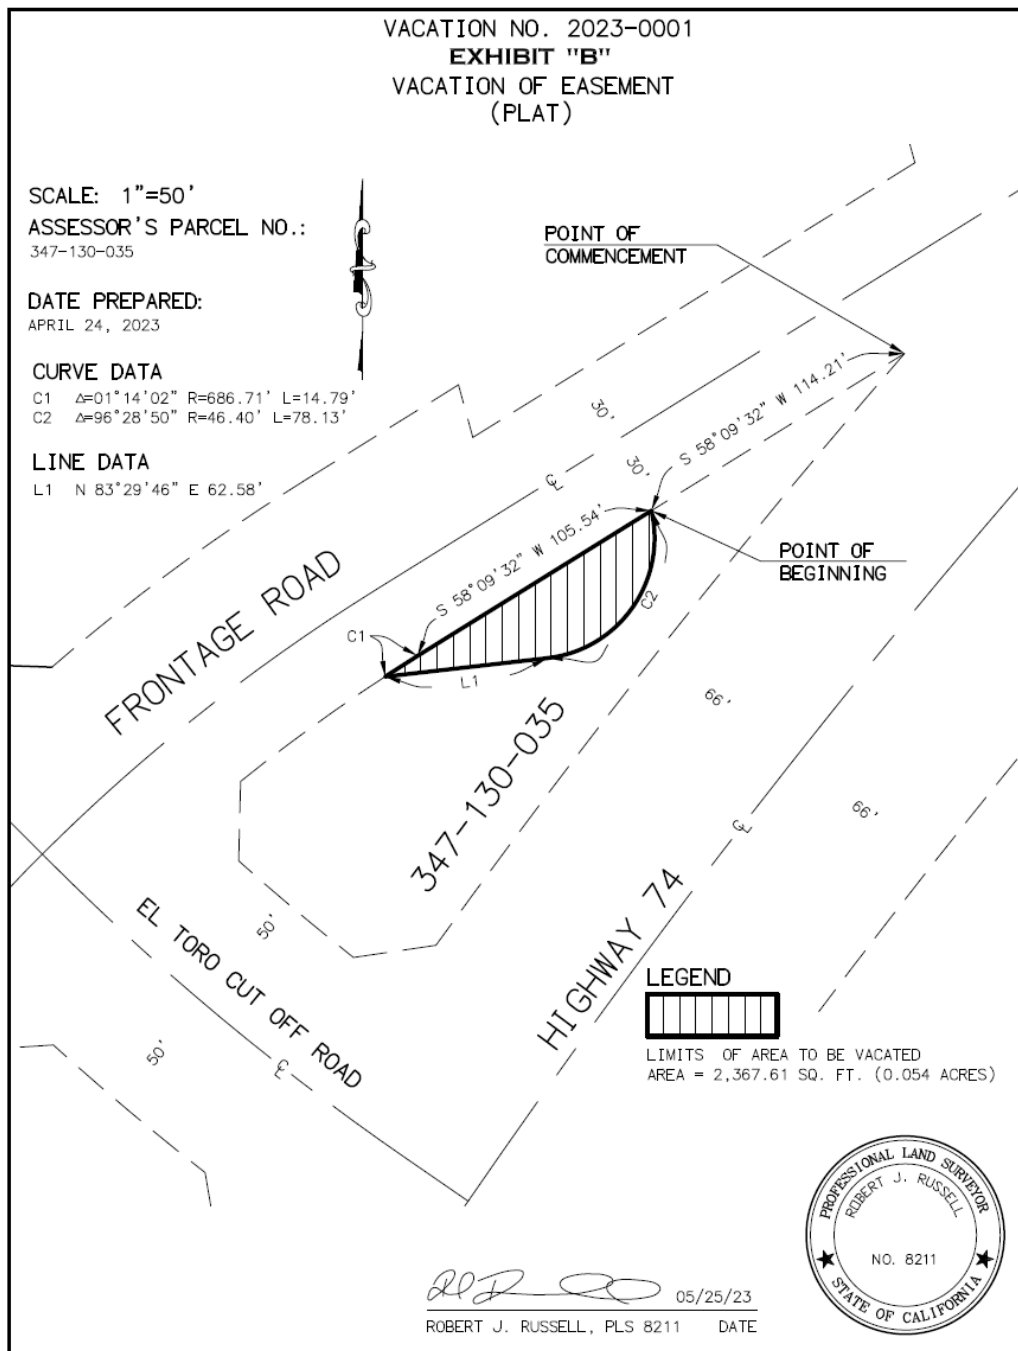 VACATION NO. 2023-0001
EXHIBIT "B"
VACATION OF EASEMENT
(PLAT)
SCALE: 1"=50'
ASSESSOR'S PARCEL NO.:
347-130-035
DATE PREPARED:
APRIL 24, 2023
CURVE DATA
C1 Δ=01°14'02" R=686.71' L=14.79'
C2 Δ=96°28'50" R=46.40' L=78.13'
LINE DATA
L1 N 83°29'46" E 62.58'
POINT OF
COMMENCEMENT
S 58°09'32" W 114.21'
30'
30'
℄
S 58°09'32" W 105.54'
POINT OF
BEGINNING
FRONTAGE ROAD
C1
C2
L1
347-130-035
66'
66'
℄
HIGHWAY 74
50'
EL TORO CUT OFF ROAD
50'
℄
LEGEND
LIMITS OF AREA TO BE VACATED
AREA = 2,367.61 SQ. FT. (0.054 ACRES)
PROFESSIONAL LAND SURVEYOR
ROBERT J. RUSSELL
NO. 8211
STATE OF CALIFORNIA
05/25/23
ROBERT J. RUSSELL, PLS 8211 DATE